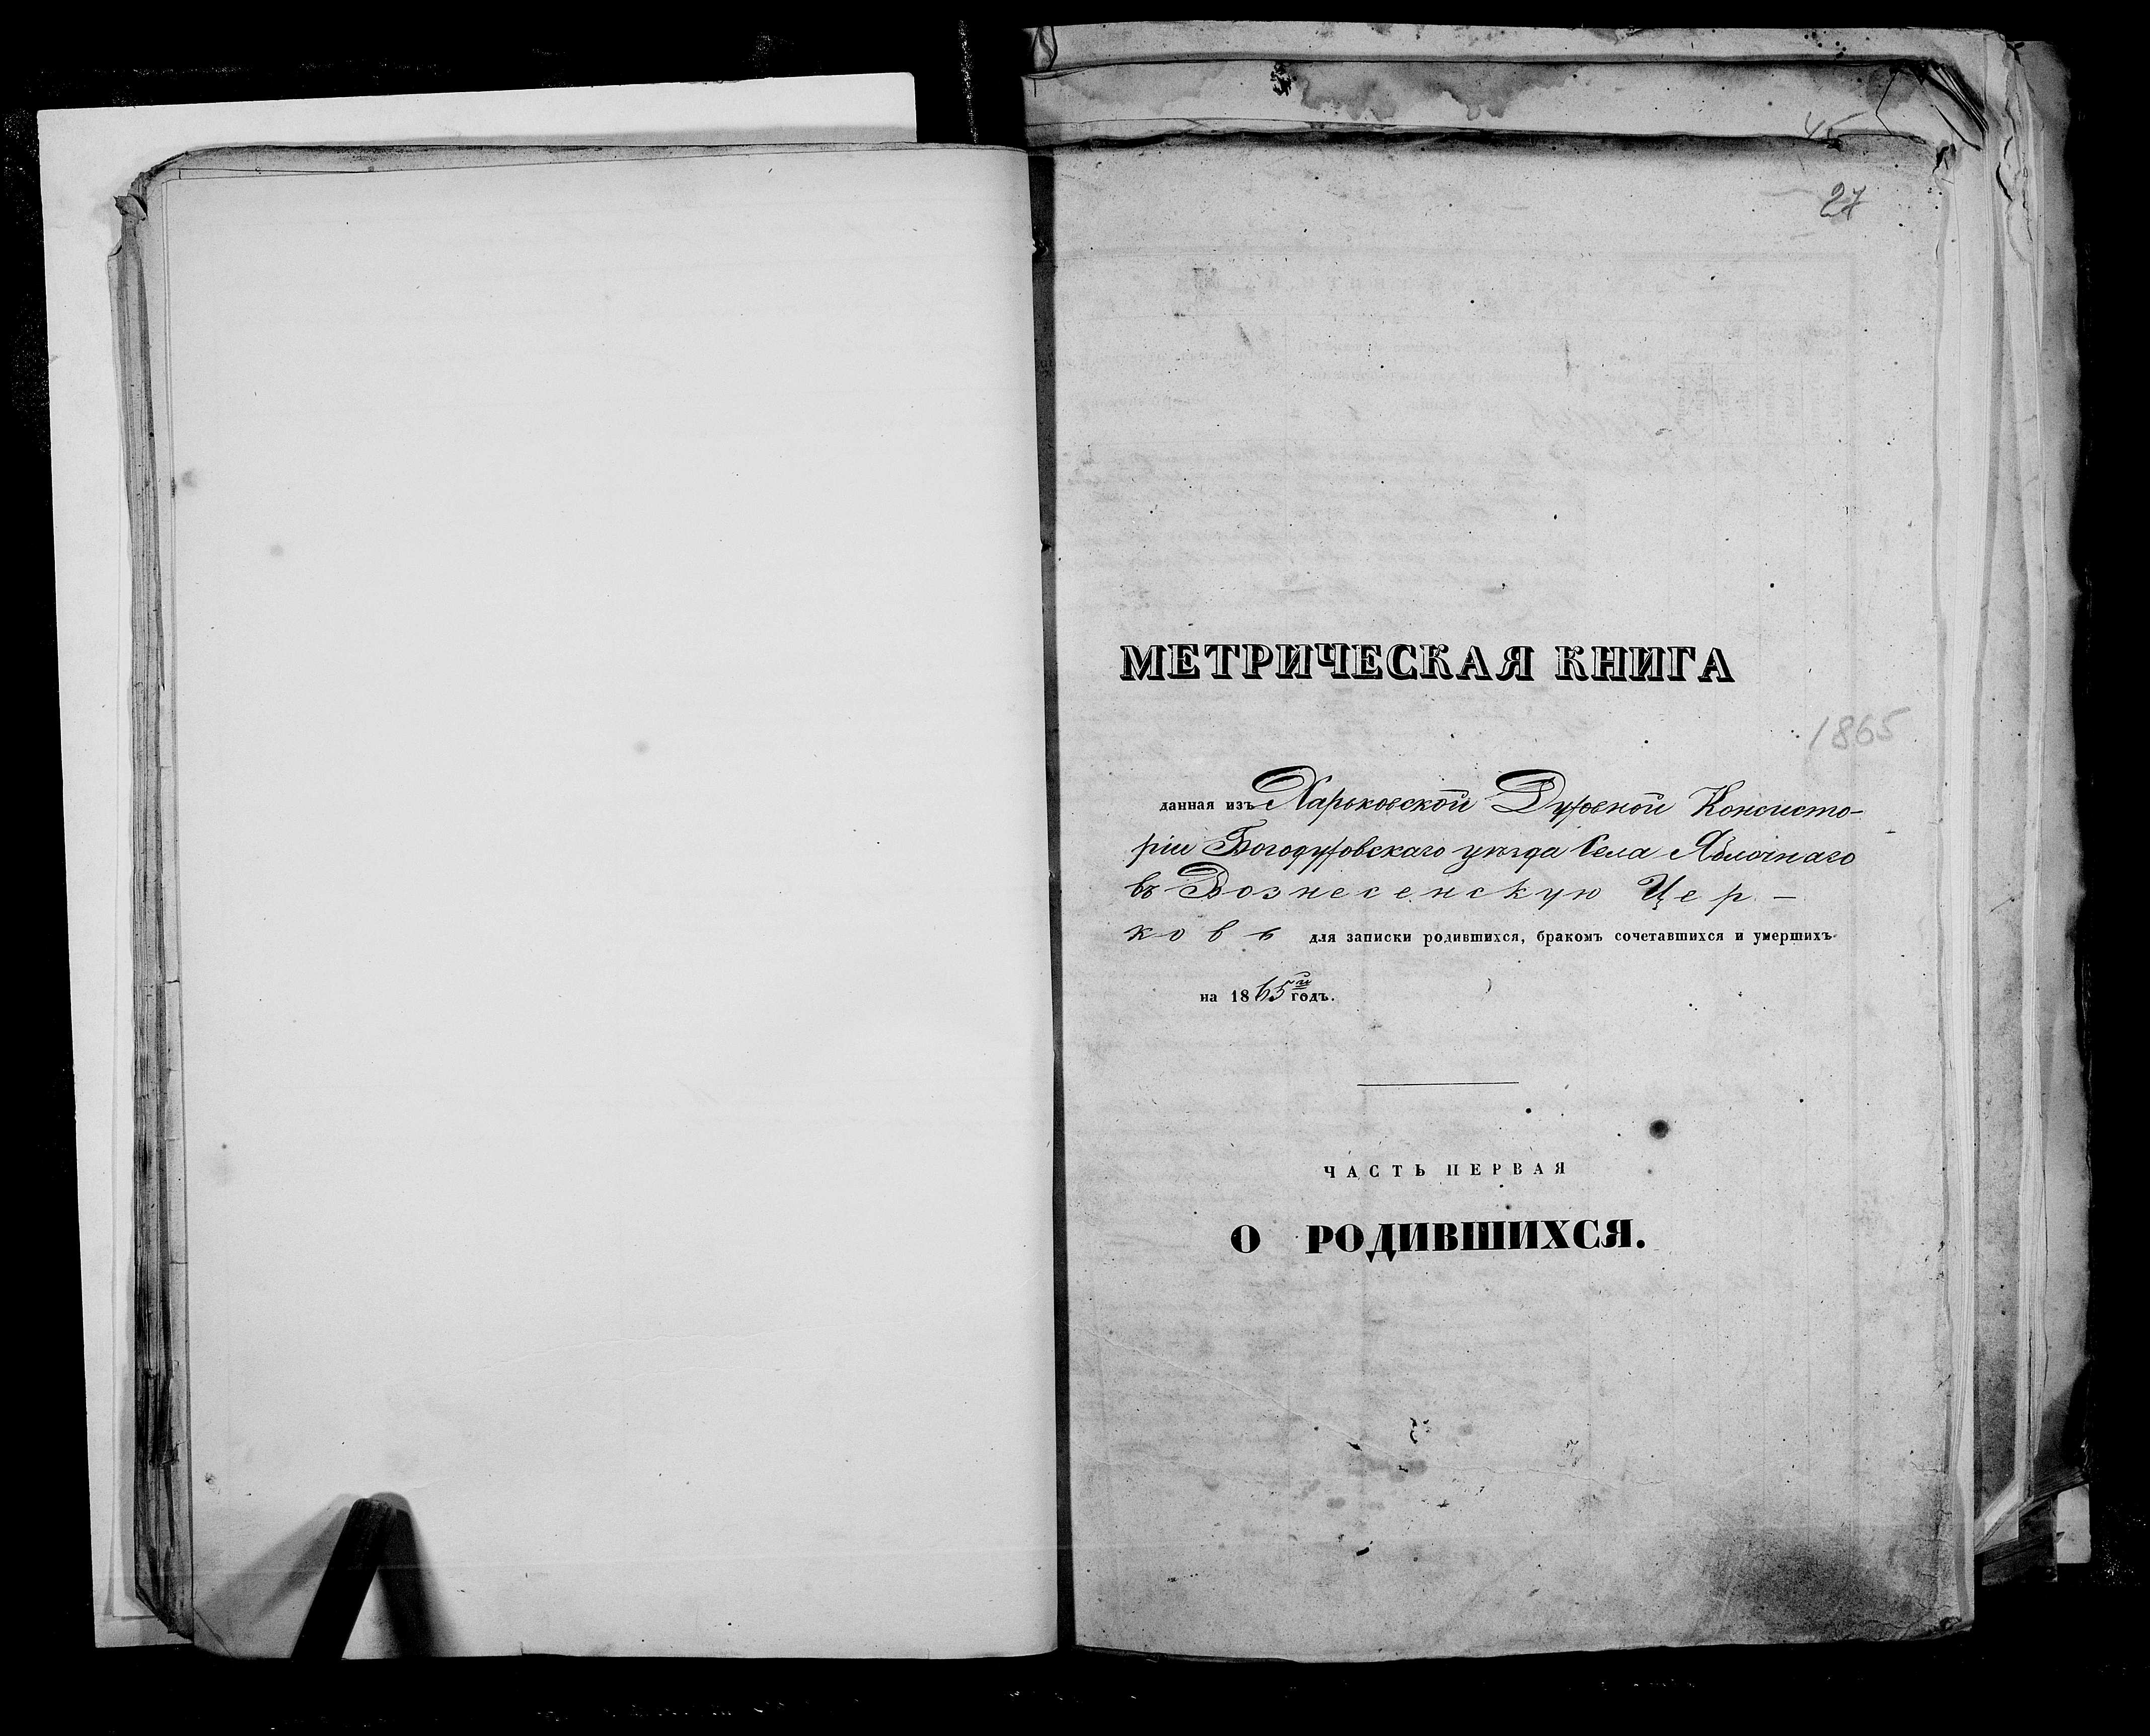 45
27
МЕТРИЧЕСКАЯ КНИГА
1865
данная изъ Харьковской Духовной Консисто-
ріи Богодуховскаго уѣзда Села Яблочнаго
въ Вознесенскую Цер-
ковь для записки родившихся, бракомъ сочетавшихся и умершихъ
на 1865й годъ.
ЧАСТЬ ПЕРВАЯ
О РОДИВШИХСЯ.